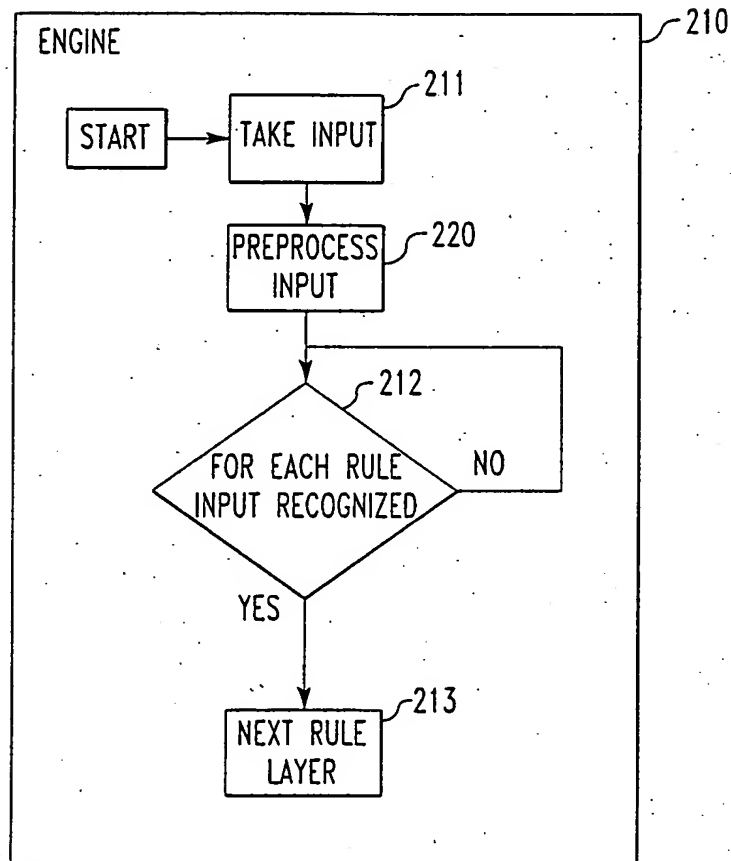 ENGINE
210
211
START
TAKE INPUT
220
PREPROCESS
INPUT
212
FOR EACH RULE
INPUT RECOGNIZED
NO
YES
213
NEXT RULE
LAYER